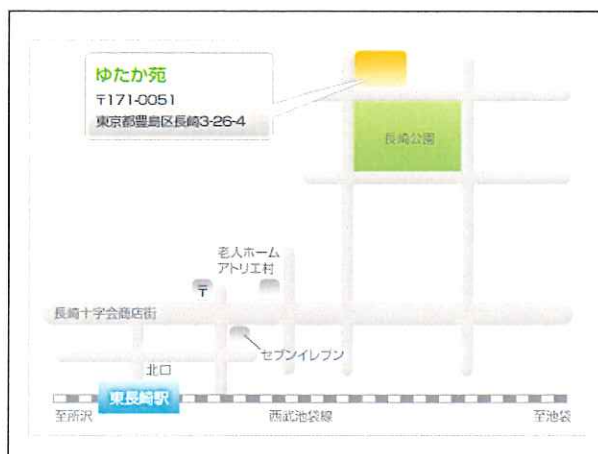 ゆたか苑
〒171-0051
東京都豊島区長崎3-26-4
長崎公園
老人ホーム
アトリエ村
〒
長崎十字会商店街
セブンイレブン
北口
東長崎駅
至所沢
西武池袋線
至池袋